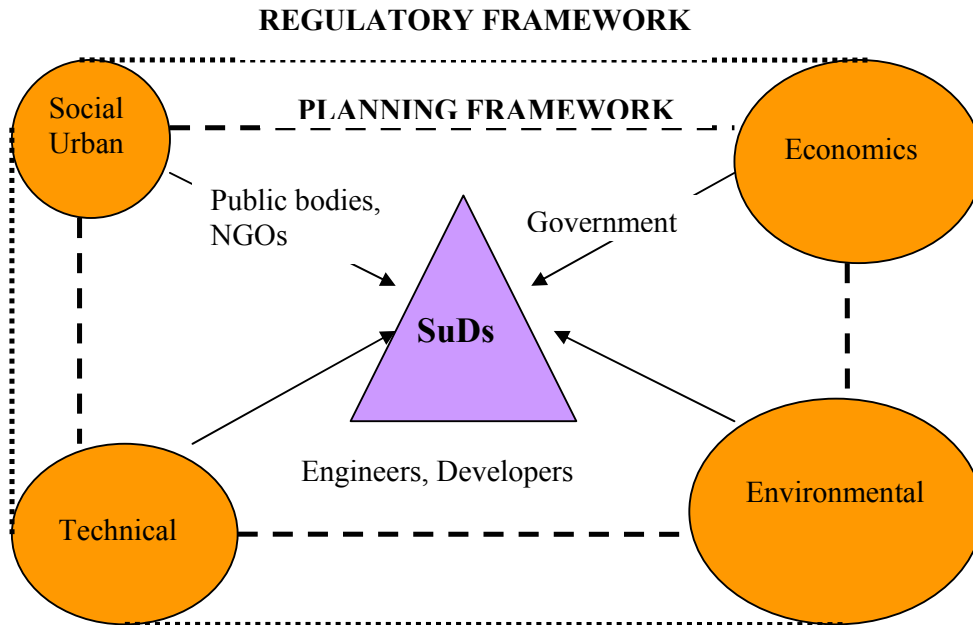 REGULATORY FRAMEWORK
Social
Urban
PLANNING FRAMEWORK
Economics
Public bodies,
NGOs
Government
SuDs
Engineers, Developers
Environmental
Technical